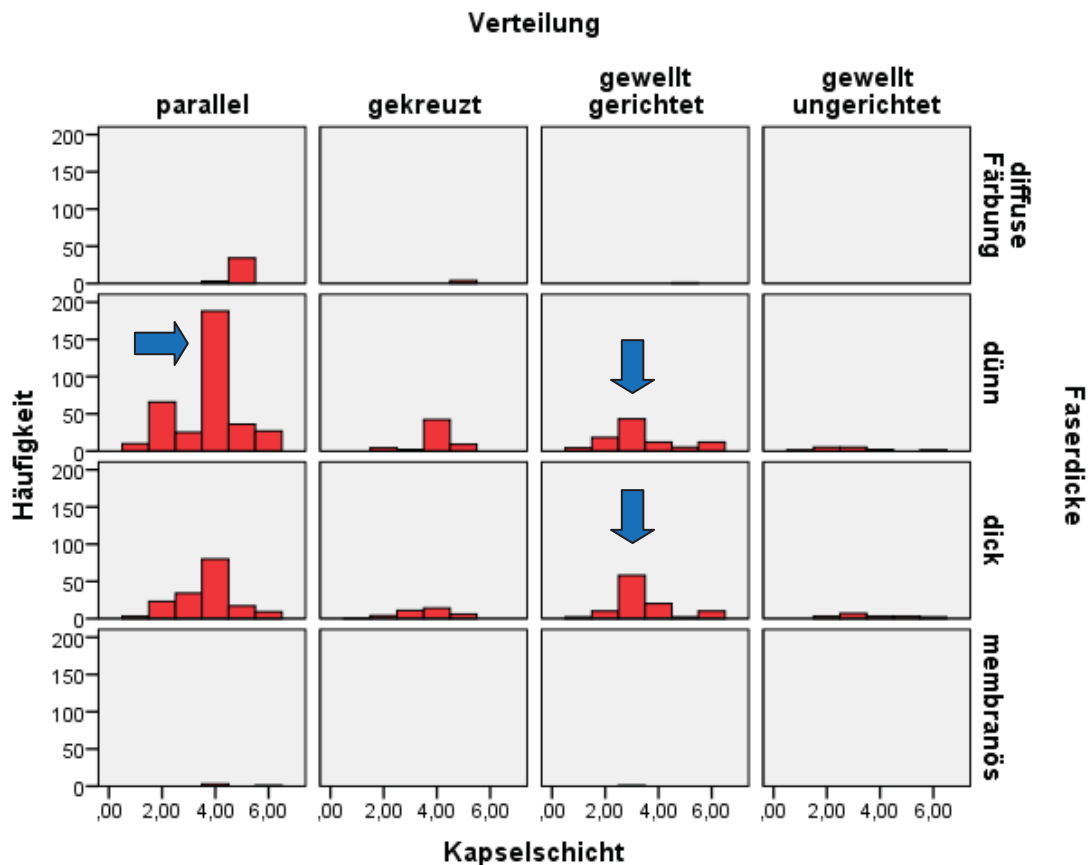 Verteilung
parallel
gekreuzt
gewellt
gerichtet
gewellt
ungerichtet
Häufigkeit
200
150
100
50
0
diffuse
Färbung
200
150
100
50
0
dünn
200
150
100
50
0
dick
200
150
100
50
0
membranös
Faserdicke
,00 2,00 4,00 6,00 ,00 2,00 4,00 6,00 ,00 2,00 4,00 6,00 ,00 2,00 4,00 6,00
Kapselschicht